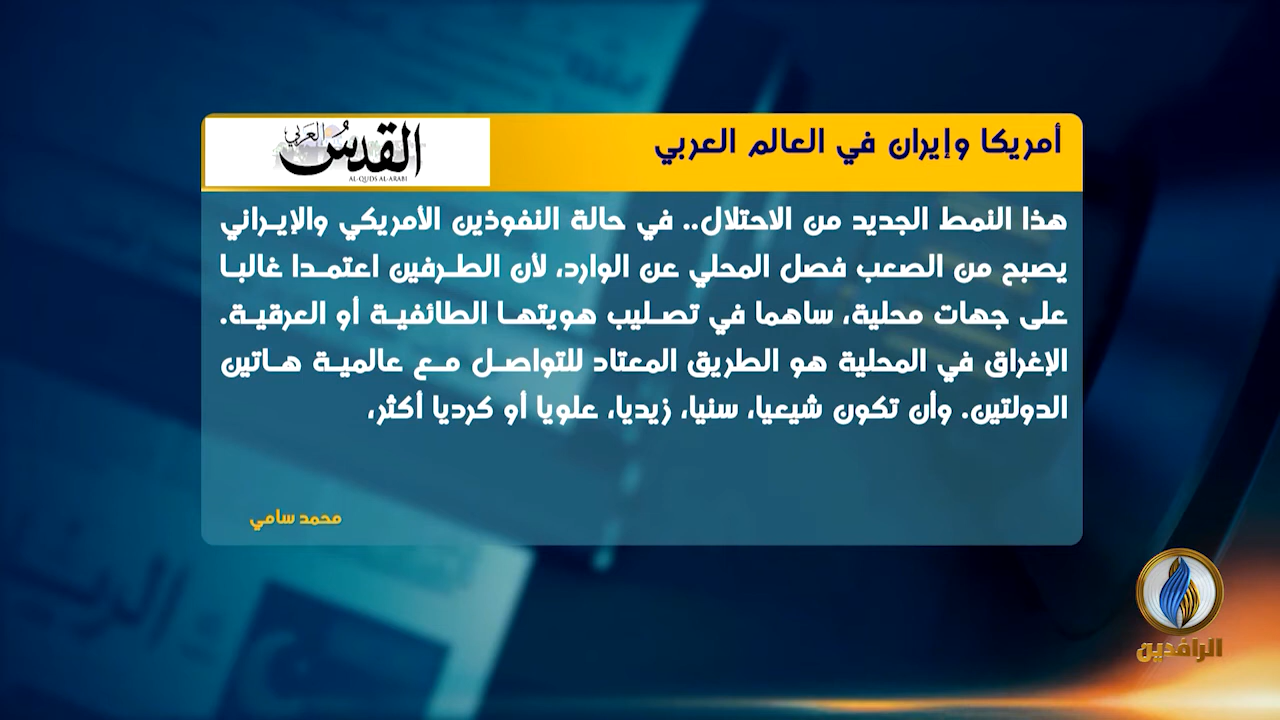 أمريكا وإيران في العالم العربي
القدس العربي
AL-QUDS AL-ARABI
هذا النمط الجديد من الاحتلال.. في حالة النفوذين الأمريكي والإيراني
يصبح من الصعب فصل المحلي عن الوارد، لأن الطرفين اعتمدا غالبا
على جهات محلية، ساهما في تصليب هويتها الطائفية أو العرقية.
الإغراق في المحلية هو الطريق المعتاد للتواصل مع عالمية هاتين
الدولتين. وأن تكون شيعيا، سنيا، زيديا، علويا أو كرديا أكثر،
محمد سامي
الرافدين